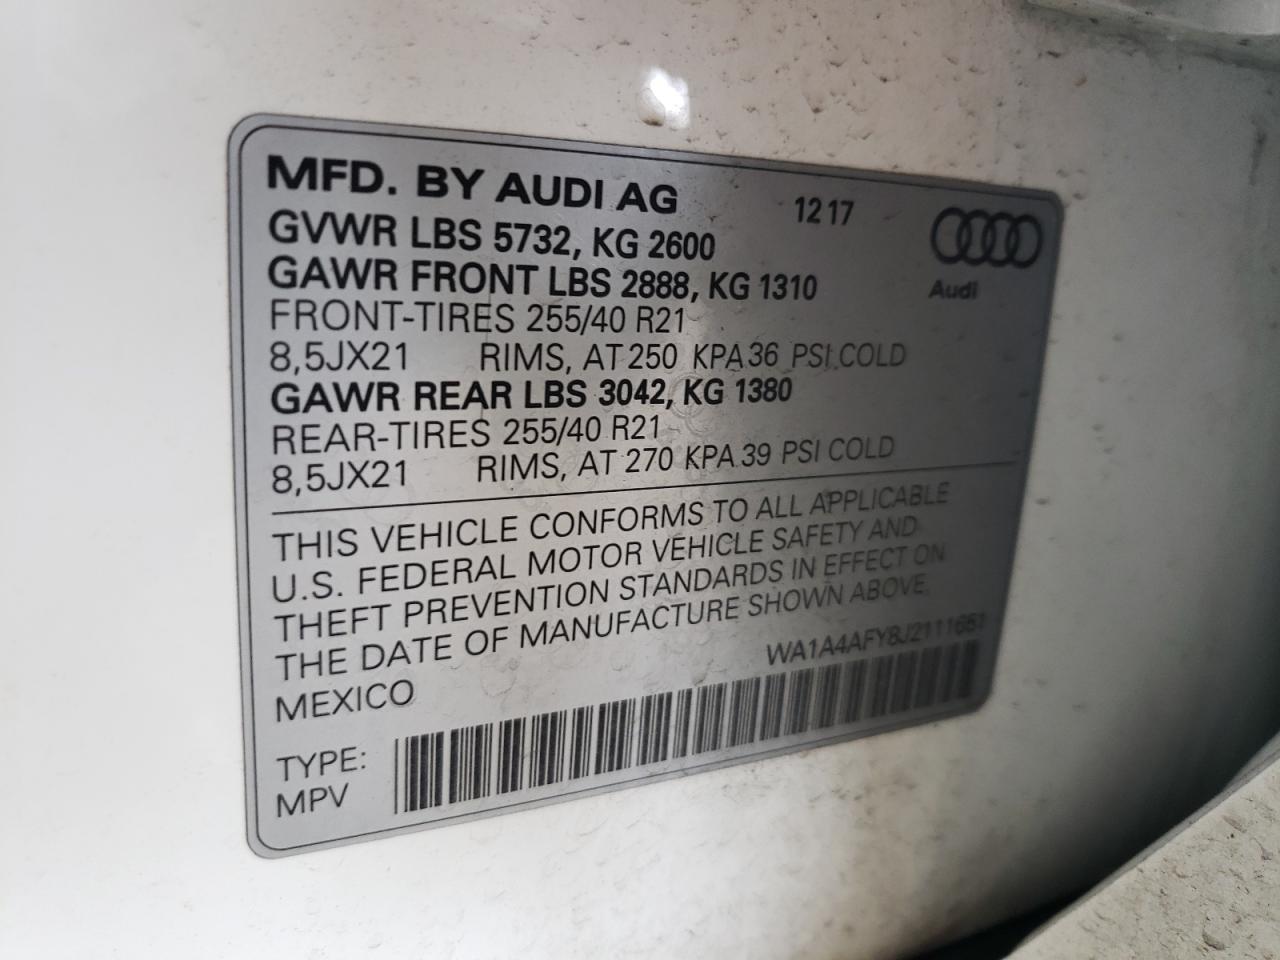 MFD. BY AUDI AG 12 17
GVWR LBS 5732, KG 2600
GAWR FRONT LBS 2888, KG 1310
Audi
FRONT-TIRES 255/40 R21
8,5JX21 RIMS, AT 250 KPA 36 PSI COLD
GAWR REAR LBS 3042, KG 1380
REAR-TIRES 255/40 R21
8,5JX21 RIMS, AT 270 KPA 39 PSI COLD
THIS VEHICLE CONFORMS TO ALL APPLICABLE
U.S. FEDERAL MOTOR VEHICLE SAFETY AND
THEFT PREVENTION STANDARDS IN EFFECT ON
THE DATE OF MANUFACTURE SHOWN ABOVE.
WA1A4AFY8J2111651
MEXICO
TYPE:
MPV